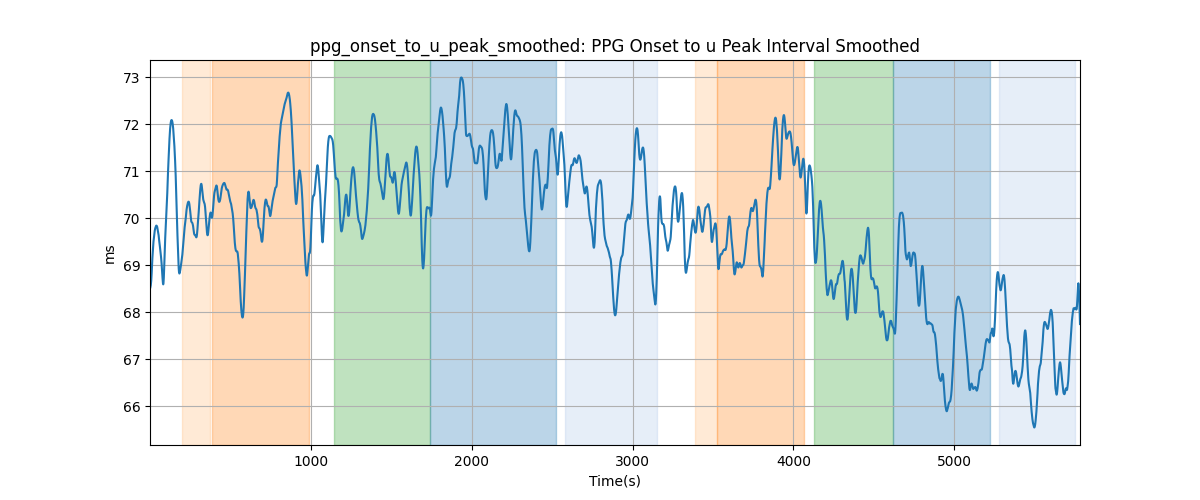 ppg_onset_to_u_peak_smoothed: PPG Onset to u Peak Interval Smoothed
73
72
71
70
69
68
67
66
ms
1000 2000 3000 4000 5000
Time(s)